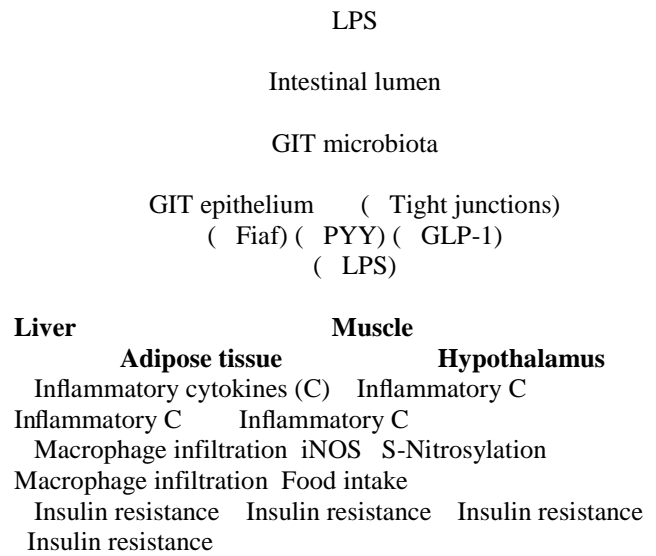 LPS
Intestinal lumen
GIT microbiota
GIT epithelium ( Tight junctions)
( Fiaf) ( PYY) ( GLP-1)
( LPS)
Liver Muscle
Adipose tissue Hypothalamus
Inflammatory cytokines (C) Inflammatory C
Inflammatory C Inflammatory C
Macrophage infiltration iNOS S-Nitrosylation
Macrophage infiltration Food intake
Insulin resistance Insulin resistance Insulin resistance
Insulin resistance